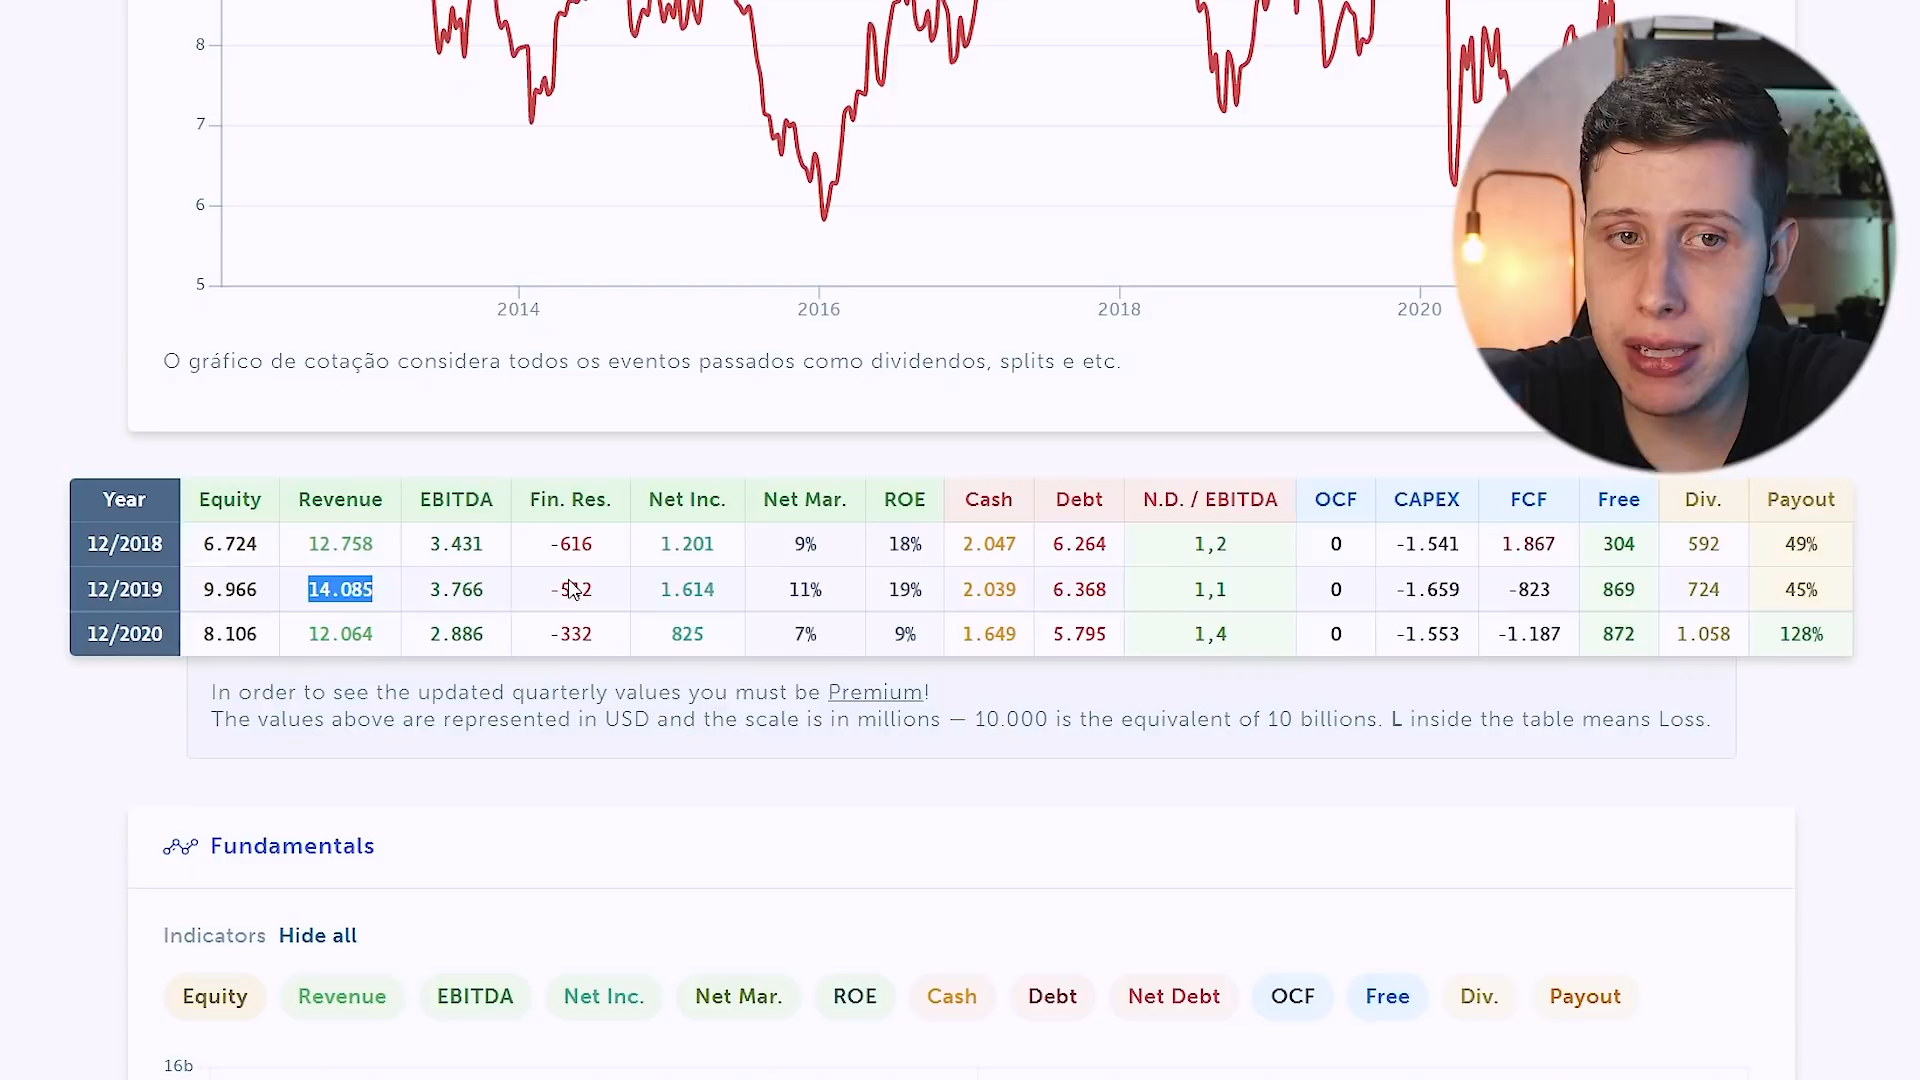 8
7
6
5
2014 2016 2018 2020
O gráfico de cotação considera todos os eventos passados como dividendos, splits e etc.
Year Equity Revenue EBITDA Fin. Res. Net Inc. Net Mar. ROE Cash Debt N.D. / EBITDA OCF CAPEX FCF Free Div. Payout
12/2018 6.724 12.758 3.431 -616 1.201 9% 18% 2.047 6.264 1,2 0 -1.541 1.867 304 592 49%
12/2019 9.966 14.085 3.766 1.614 11% 19% 2.039 6.368 1,1 0 -1.659 -823 869 724 45%
12/2020 8.106 12.064 2.886 -332 825 7% 9% 1.649 5.795 1,4 0 -1.553 -1.187 872 1.058 128%
In order to see the updated quarterly values you must be Premium!
The values above are represented in USD and the scale is in millions — 10.000 is the equivalent of 10 billions. L inside the table means Loss.
Fundamentals
Indicators Hide all
Equity Revenue EBITDA Net Inc. Net Mar. ROE Cash Debt Net Debt OCF Free Div. Payout
16b